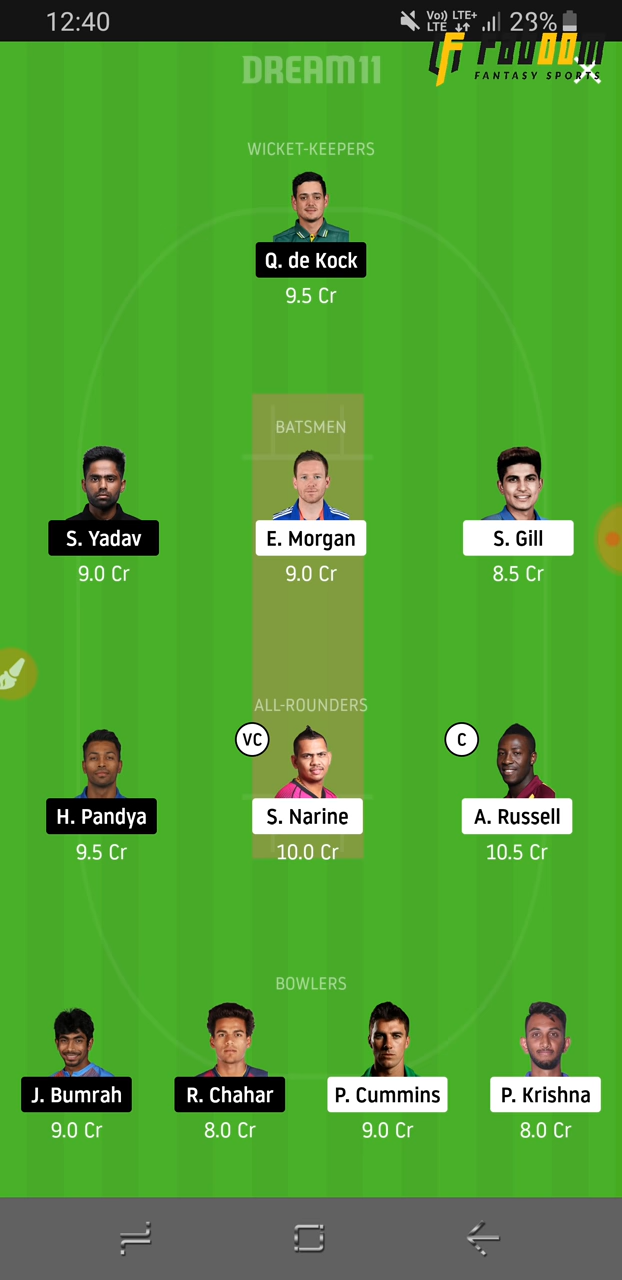 12:40
Vo)) LTE+
LTE
23%
DREAM11
FANTASY SPORTS
WICKET-KEEPERS
Q. de Kock
9.5 Cr
BATSMEN
S. Yadav
E. Morgan
S. Gill
9.0 Cr
9.0 Cr
8.5 Cr
ALL-ROUNDERS
VC
C
H. Pandya
S. Narine
A. Russell
9.5 Cr
10.0 Cr
10.5 Cr
BOWLERS
J. Bumrah
R. Chahar
P. Cummins
P. Krishna
9.0 Cr
8.0 Cr
9.0 Cr
8.0 Cr